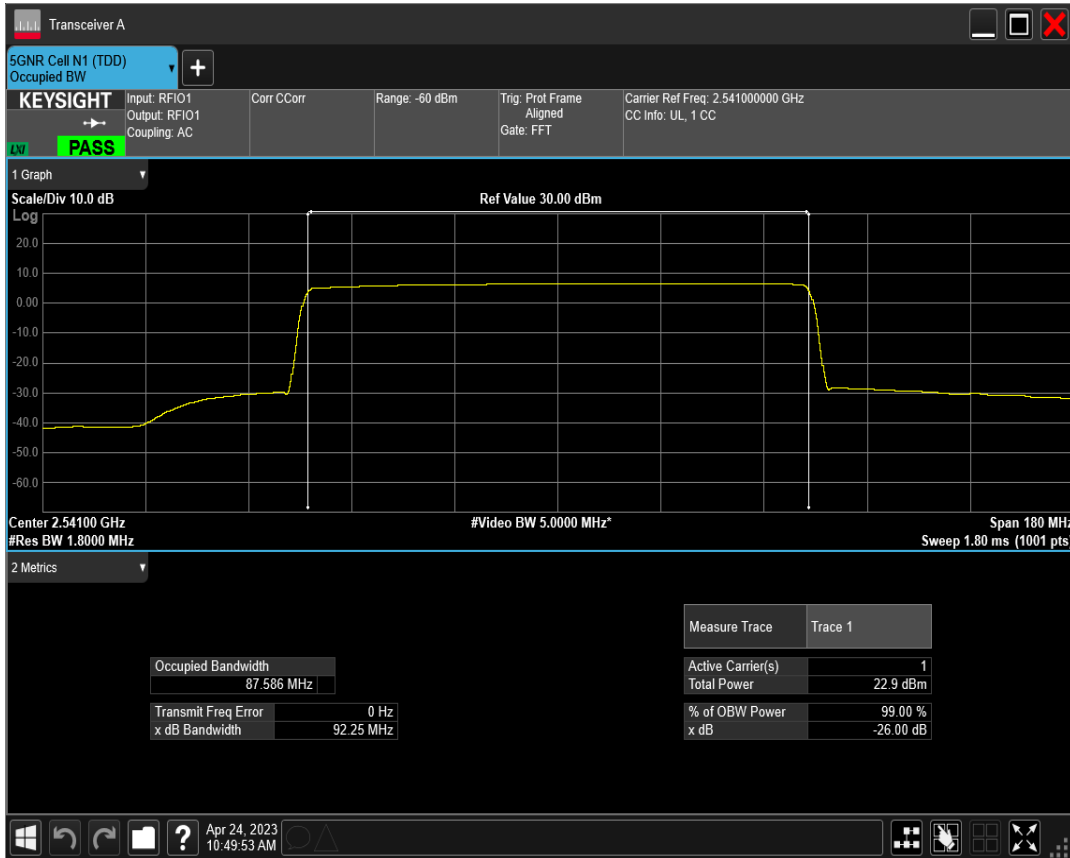 Transceiver A
5GNR Cell N1 (TDD)
Occupied BW
+
KEYSIGHT
LXI
PASS
Input: RFIO1
Output: RFIO1
Coupling: AC
Corr CCorr
Range: -60 dBm
Trig: Prot Frame
Aligned
Gate: FFT
Carrier Ref Freq: 2.541000000 GHz
CC Info: UL, 1 CC
1 Graph
Scale/Div 10.0 dB
Ref Value 30.00 dBm
Log
20.0
10.0
0.00
-10.0
-20.0
-30.0
-40.0
-50.0
-60.0
Center 2.54100 GHz
#Video BW 5.0000 MHz*
Span 180 MHz
#Res BW 1.8000 MHz
Sweep 1.80 ms (1001 pts)
2 Metrics
Measure Trace Trace 1
Occupied Bandwidth
87.586 MHz
Active Carrier(s) 1
Total Power 22.9 dBm
Transmit Freq Error 0 Hz
x dB Bandwidth 92.25 MHz
% of OBW Power 99.00 %
x dB -26.00 dB
?
Apr 24, 2023
10:49:53 AM